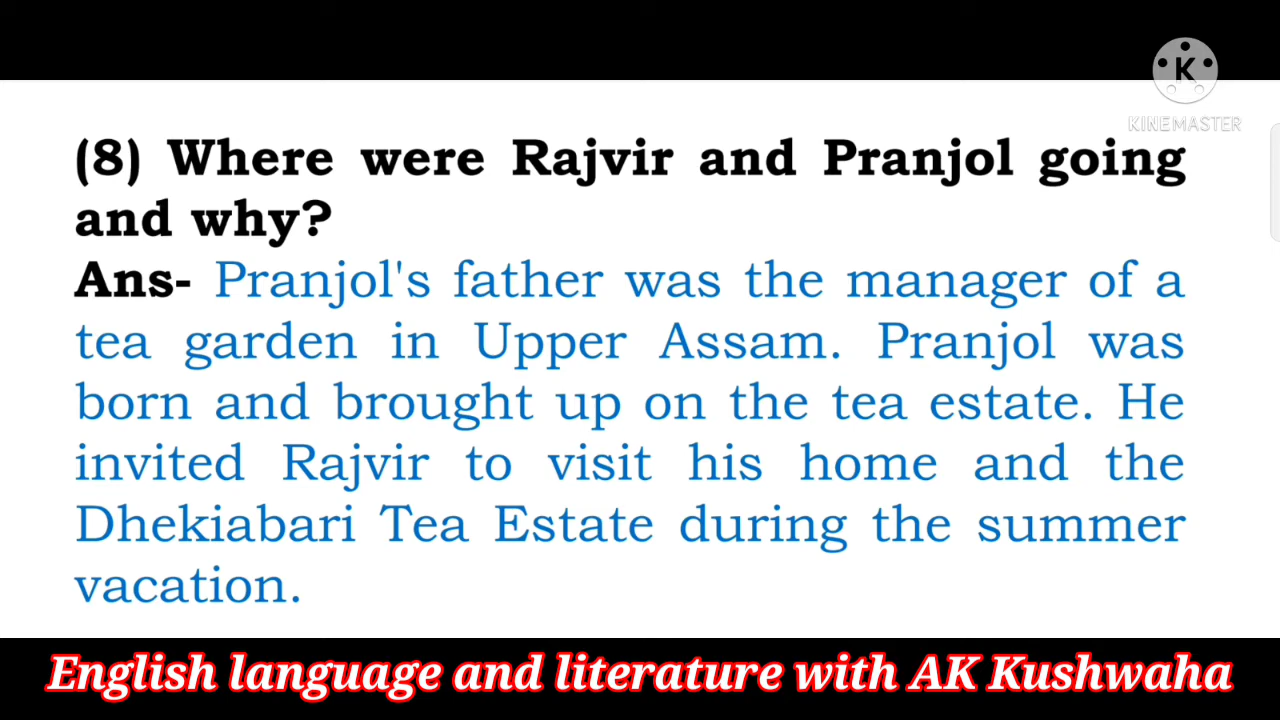 K
KINEMASTER
(8) Where were Rajvir and Pranjol going
and why?
Ans- Pranjol's father was the manager of a
tea garden in Upper Assam. Pranjol was
born and brought up on the tea estate. He
invited Rajvir to visit his home and the
Dhekiabari Tea Estate during the summer
vacation.
English language and literature with AK Kushwaha